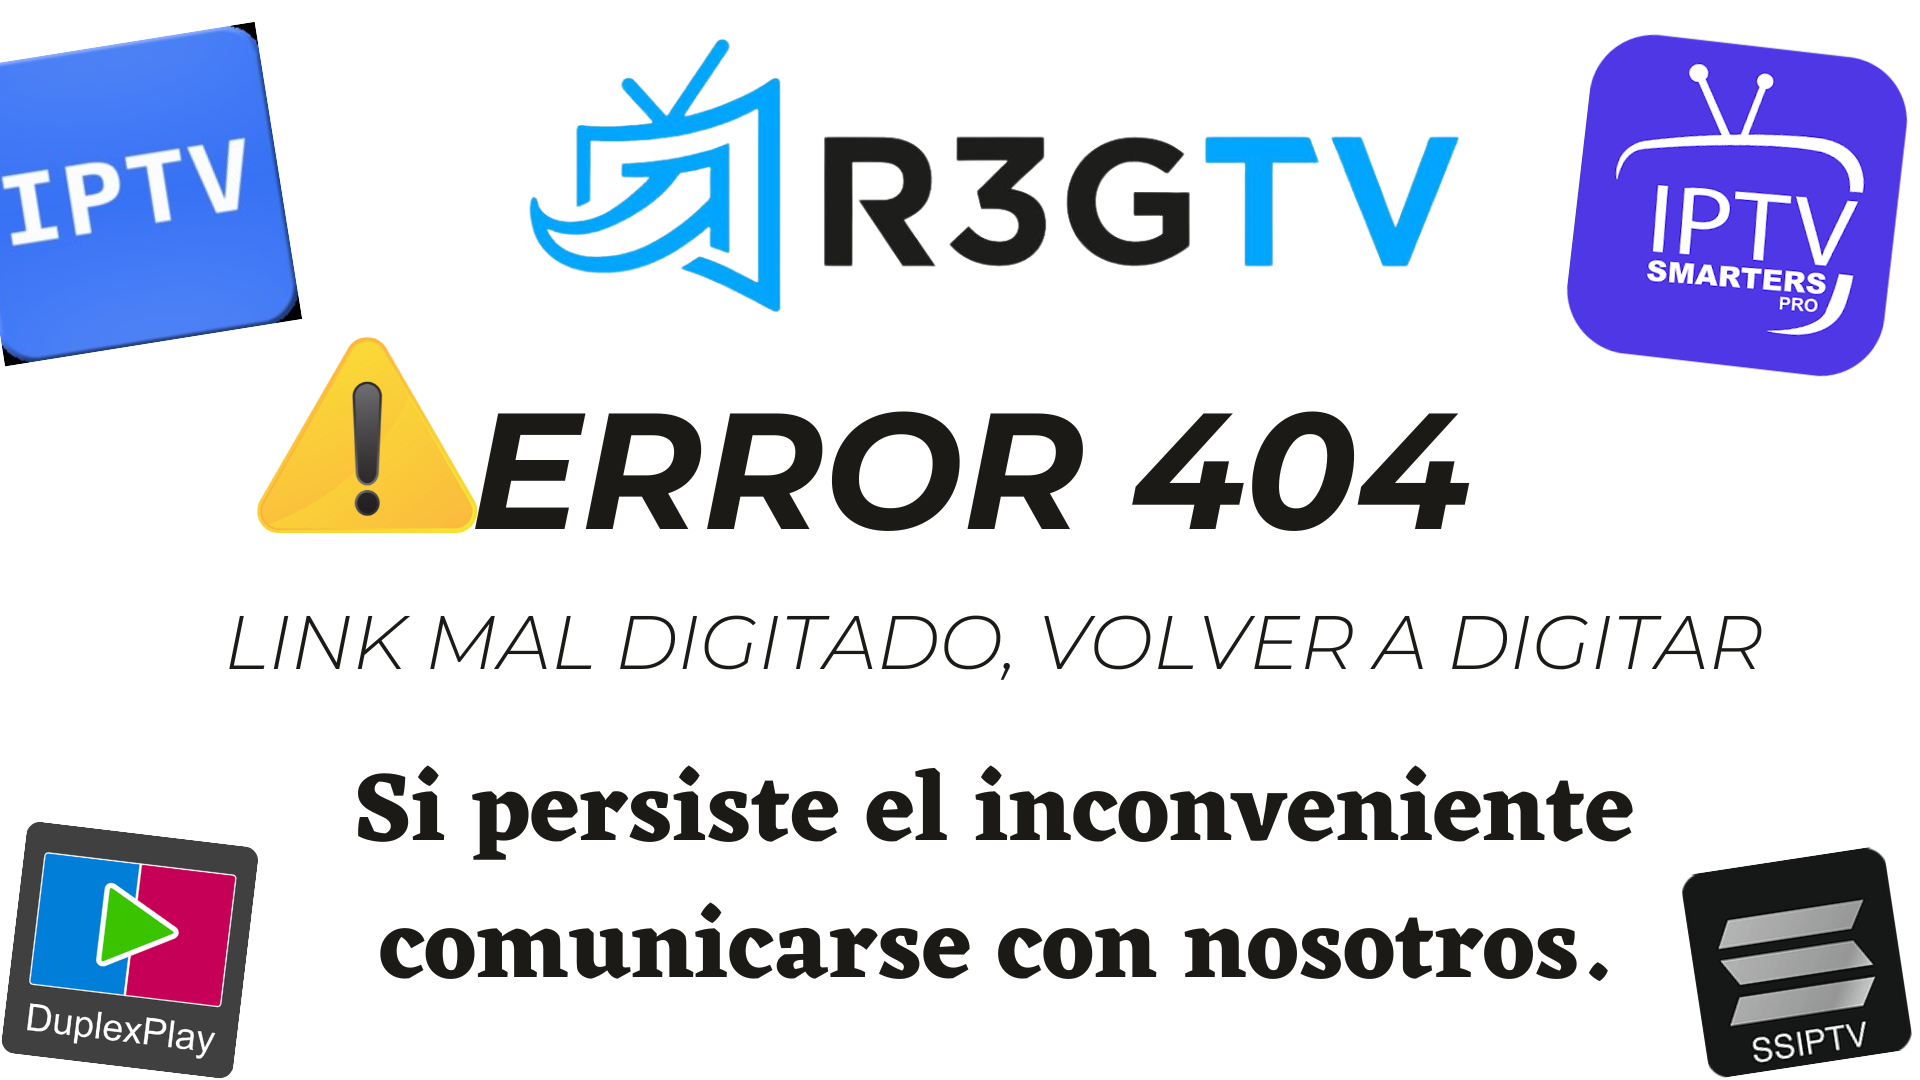 IPTV
R3GTV
IPTV
SMARTERS
PRO
ERROR 404
LINK MAL DIGITADO, VOLVER A DIGITAR
Si persiste el inconveniente
comunicarse con nosotros.
DuplexPlay
SSIPTV